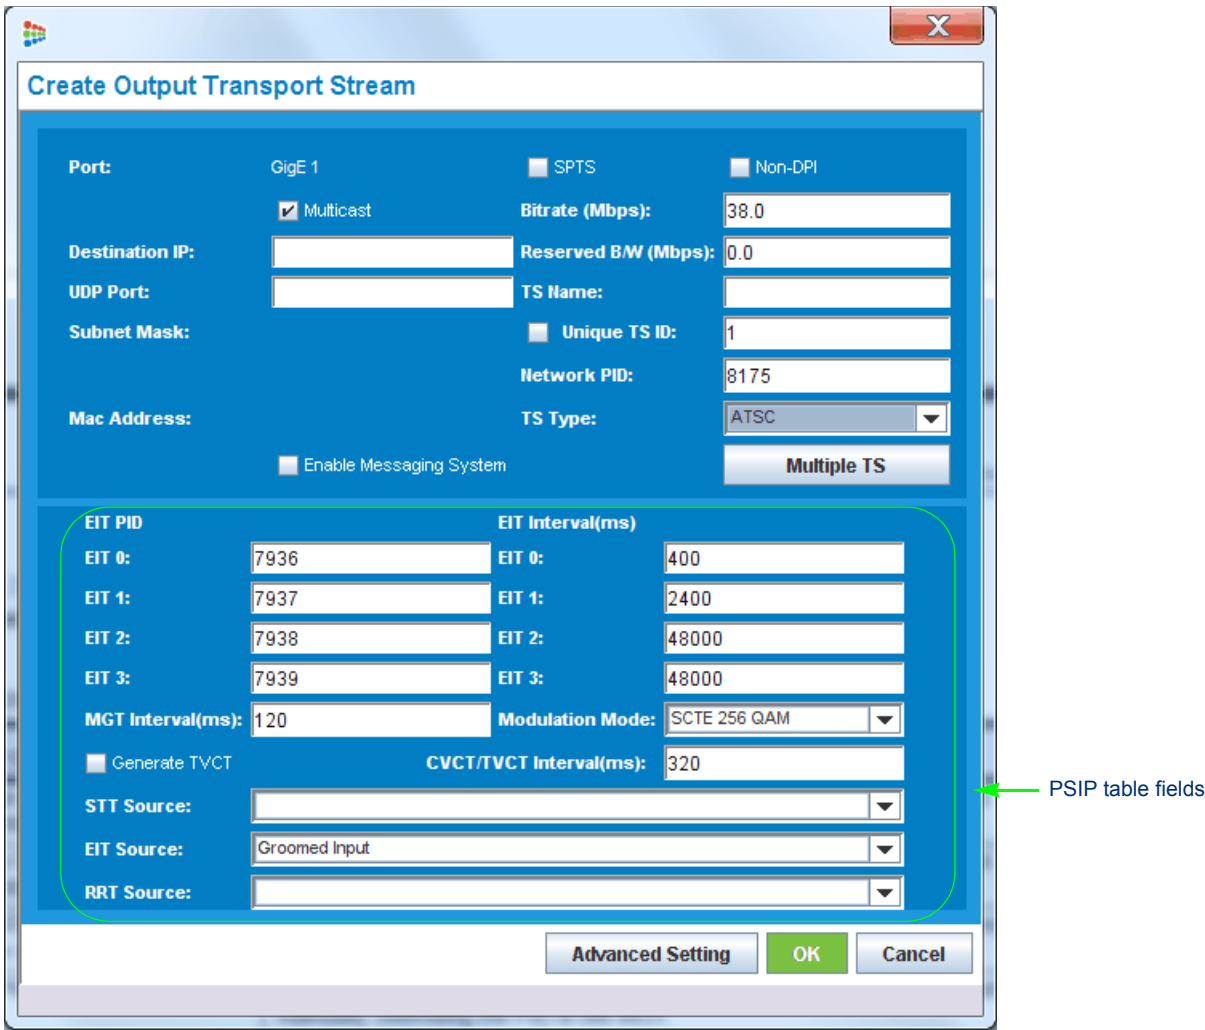 Create Output Transport Stream
Port: GigE 1 SPTS Non-DPI
Multicast Bitrate (Mbps): 38.0
Destination IP: Reserved B/W (Mbps): 0.0
UDP Port: TS Name:
Subnet Mask: Unique TS ID: 1
Network PID: 8175
Mac Address: TS Type: ATSC
Enable Messaging System Multiple TS
EIT PID EIT Interval(ms)
EIT 0: 7936 EIT 0: 400
EIT 1: 7937 EIT 1: 2400
EIT 2: 7938 EIT 2: 48000
EIT 3: 7939 EIT 3: 48000
MGT Interval(ms): 120 Modulation Mode: SCTE 256 QAM
Generate TVCT CVCT/TVCT Interval(ms): 320
PSIP table fields
STT Source:
EIT Source: Groomed Input
RRT Source:
Advanced Setting OK Cancel